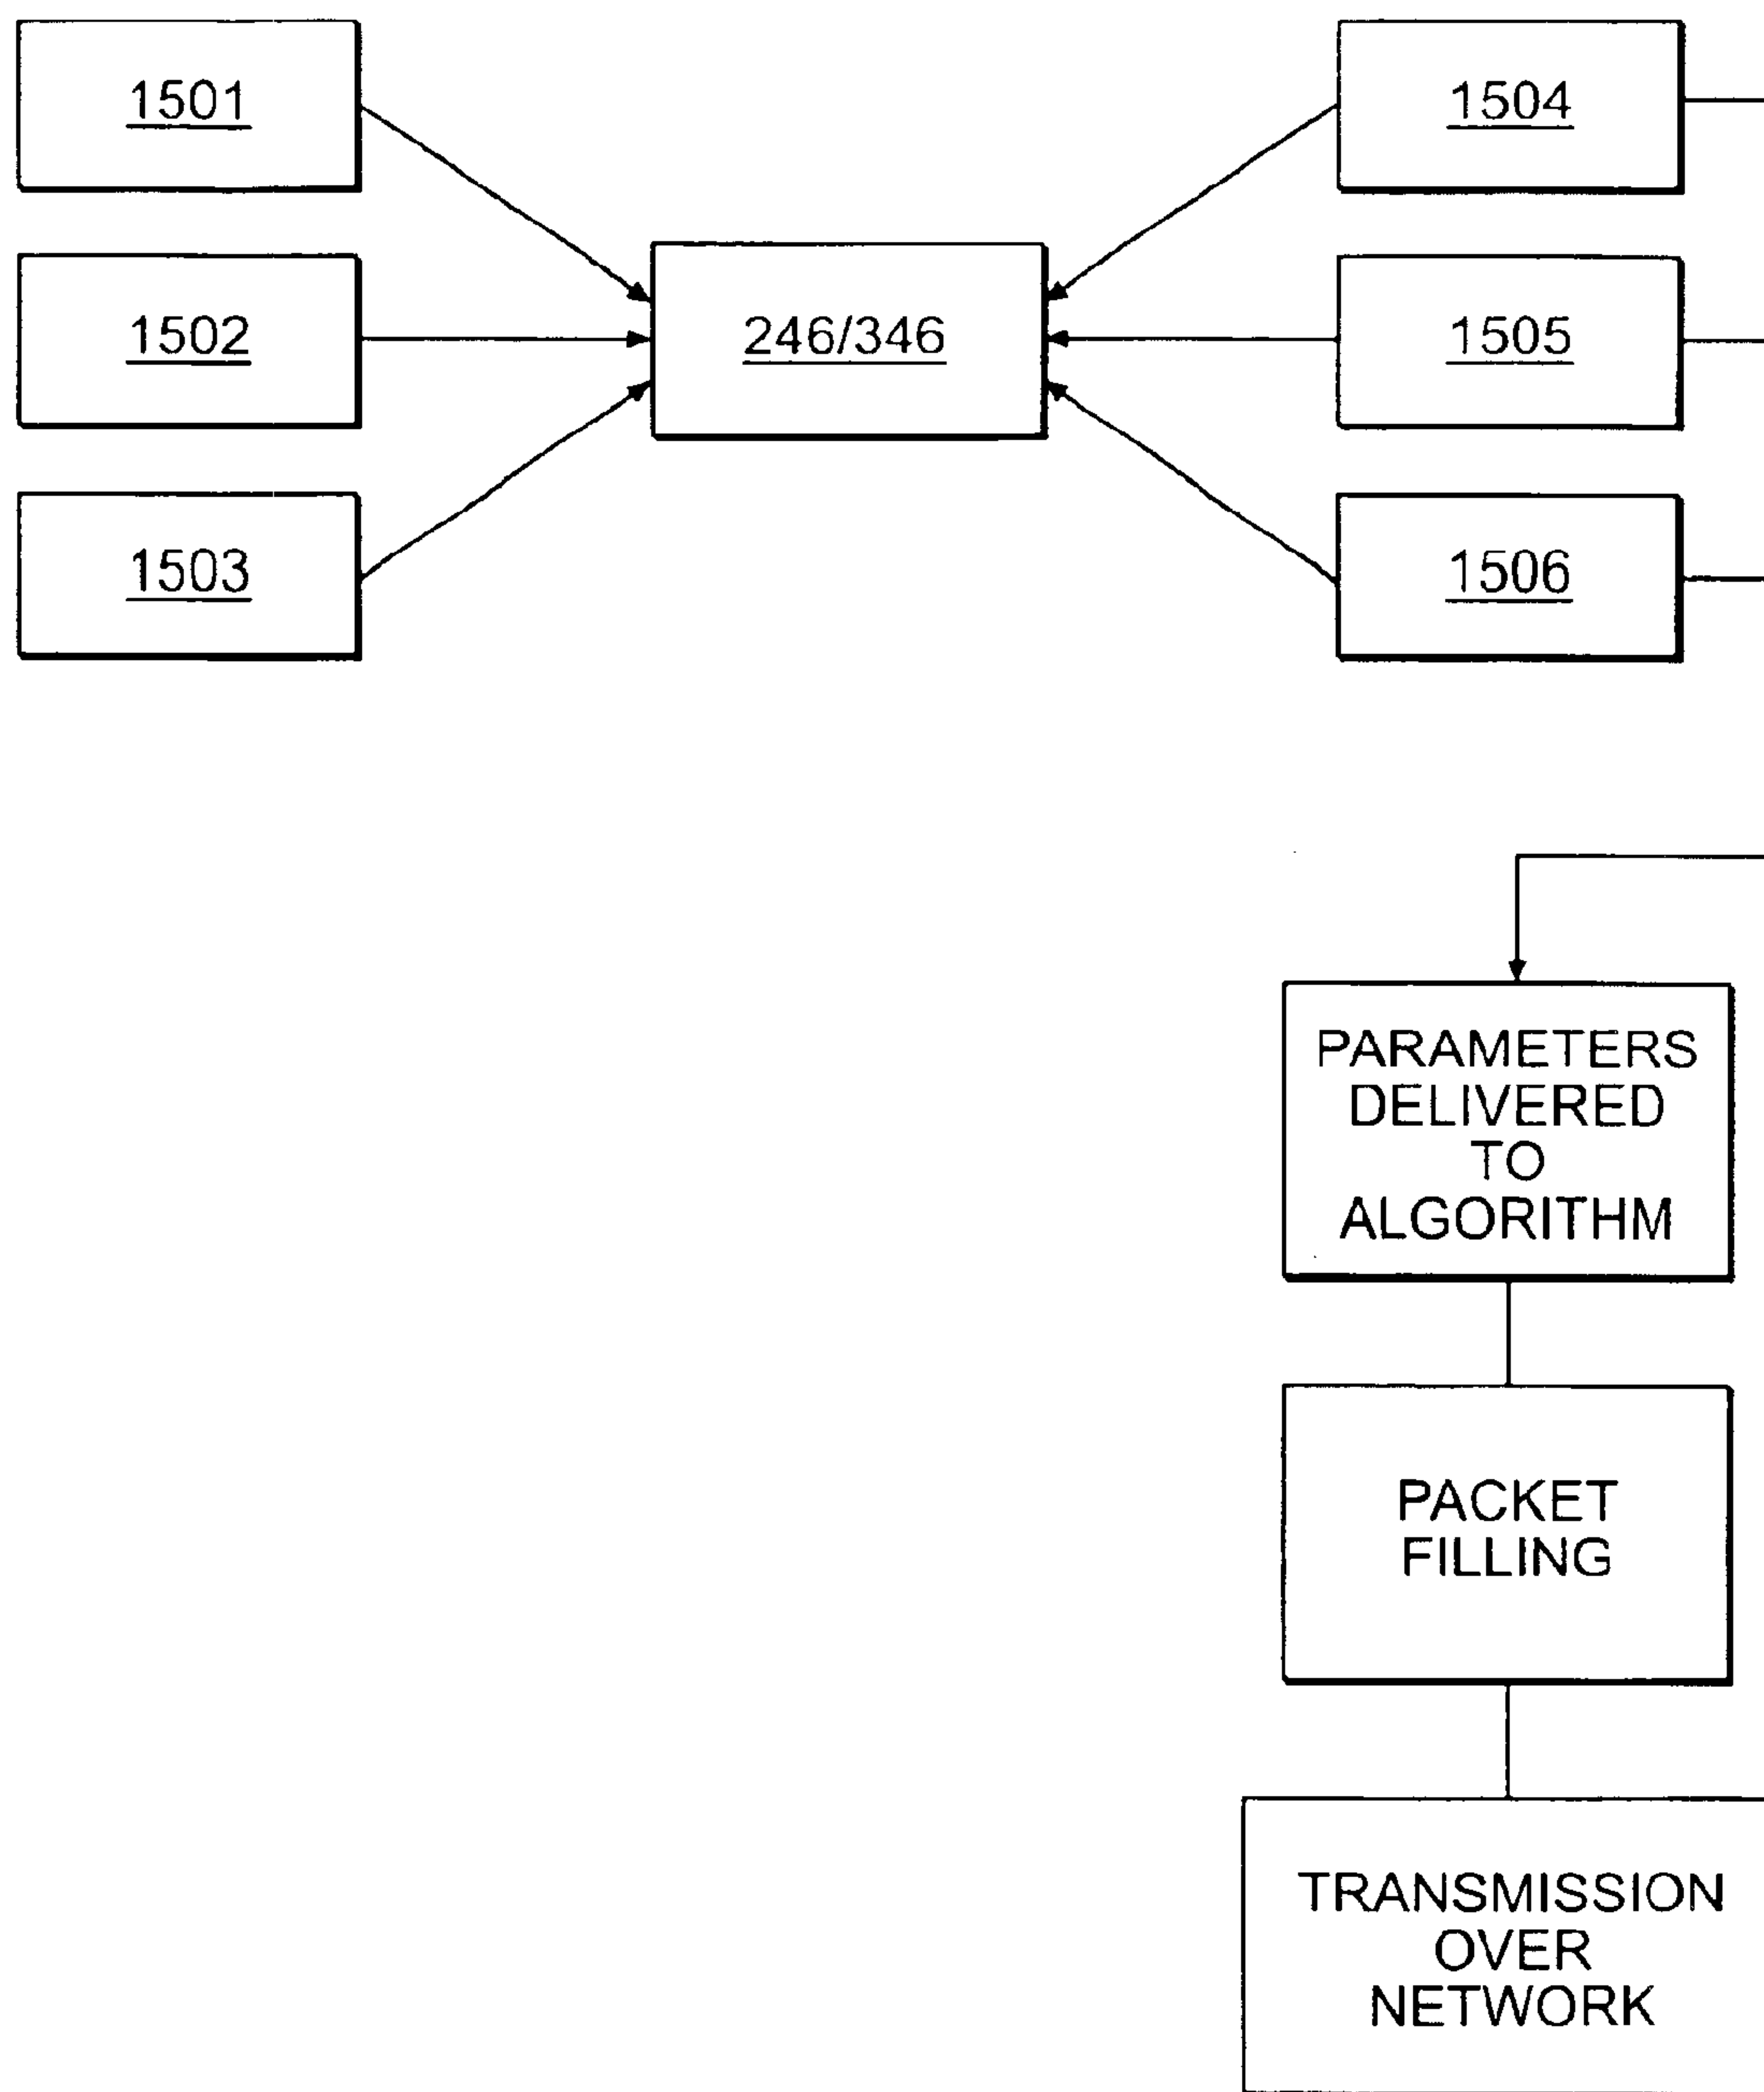 1501
1504
1502
246/346
1505
1503
1506
PARAMETERS
DELIVERED
TO
ALGORITHM
PACKET
FILLING
TRANSMISSION
OVER
NETWORK